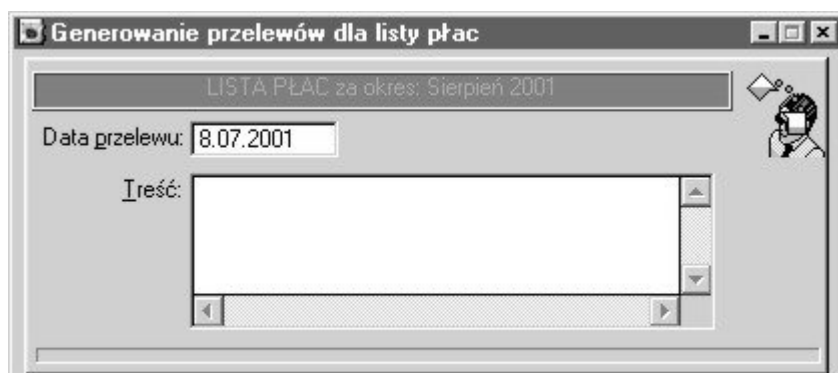 Generowanie przelewów dla listy płac
LISTA PŁAC za okres: Sierpień 2001
Data przelewu: 8.07.2001
Treść: